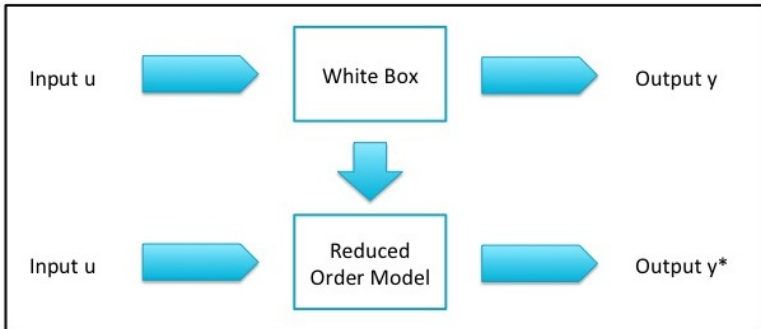 Input u
White Box
Output y
Input u
Reduced
Order Model
Output y*